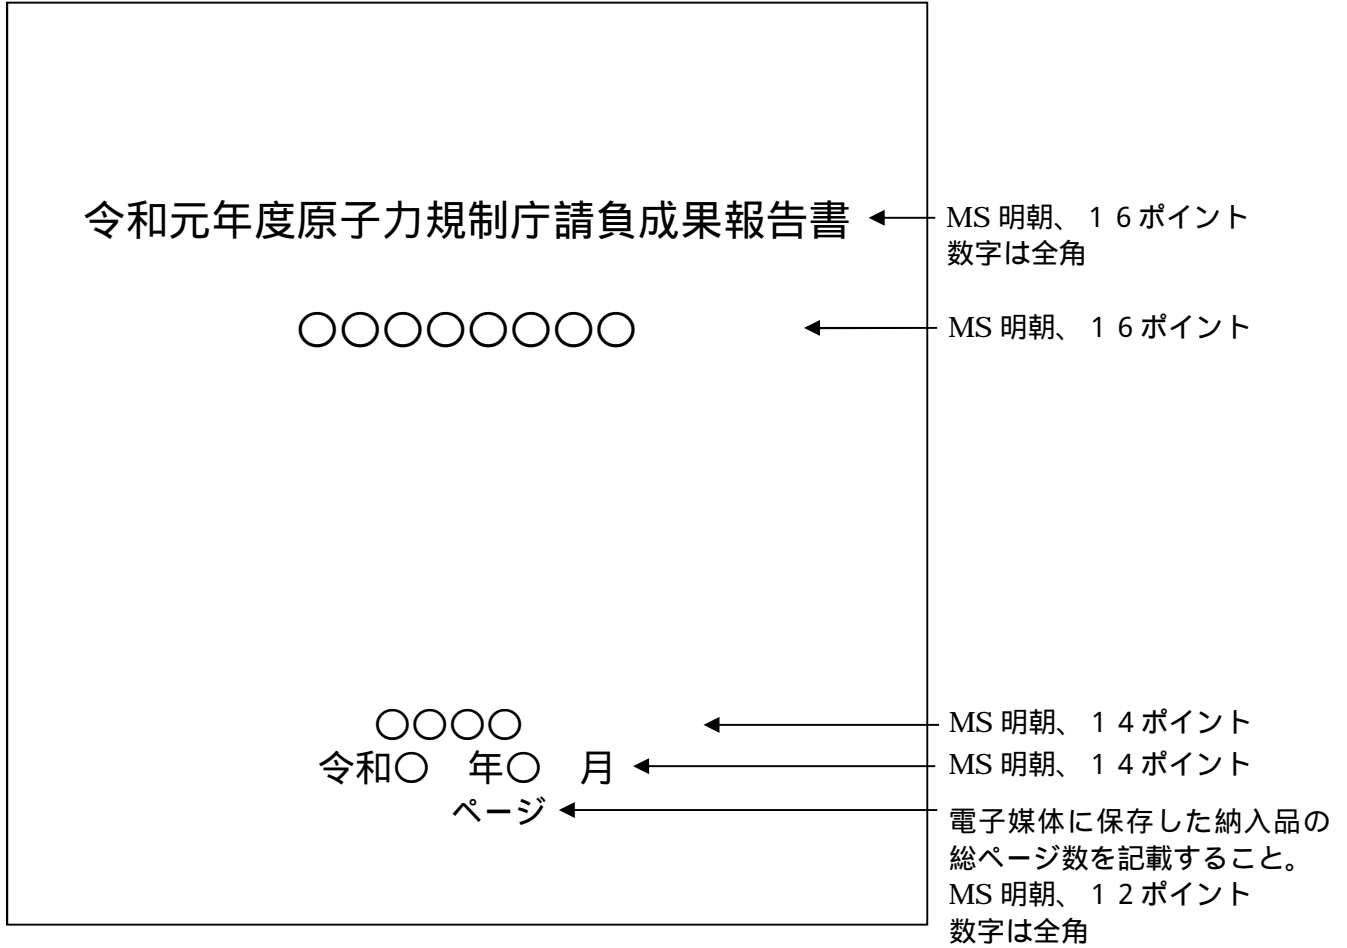 令和元年度原子力規制庁請負成果報告書
MS 明朝、１６ポイント
数字は全角
〇〇〇〇〇〇〇〇
MS 明朝、１６ポイント
〇〇〇〇
MS 明朝、１４ポイント
令和〇　年〇　月
MS 明朝、１４ポイント
ページ
電子媒体に保存した納入品の
総ページ数を記載すること。
MS 明朝、１２ポイント
数字は全角